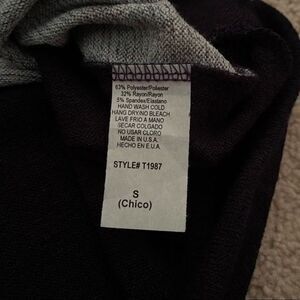 63% Polyester/Poliester
32% Rayon/Rayon
5% Spandex/Elastano
HAND WASH COLD
HANG DRY/NO BLEACH
LAVE FRIO A MANO
SECAR COLGADO
NO USAR CLORO
MADE IN U.S.A.
HECHO EN E.U.A.
STYLE# T1987
S
(Chico)